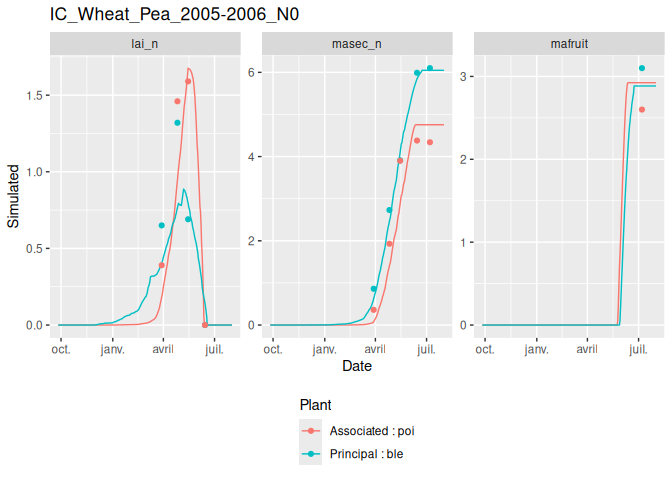 IC_Wheat_Pea_2005-2006_N0
lai_n
masec_n
mafruit
Simulated
1.5
1.0
0.5
0.0
6
4
2
0
3
2
1
0
oct. janv. avril juil.
oct. janv. avril juil.
oct. janv. avril juil.
Date
Plant
Associated : poi
Principal : ble